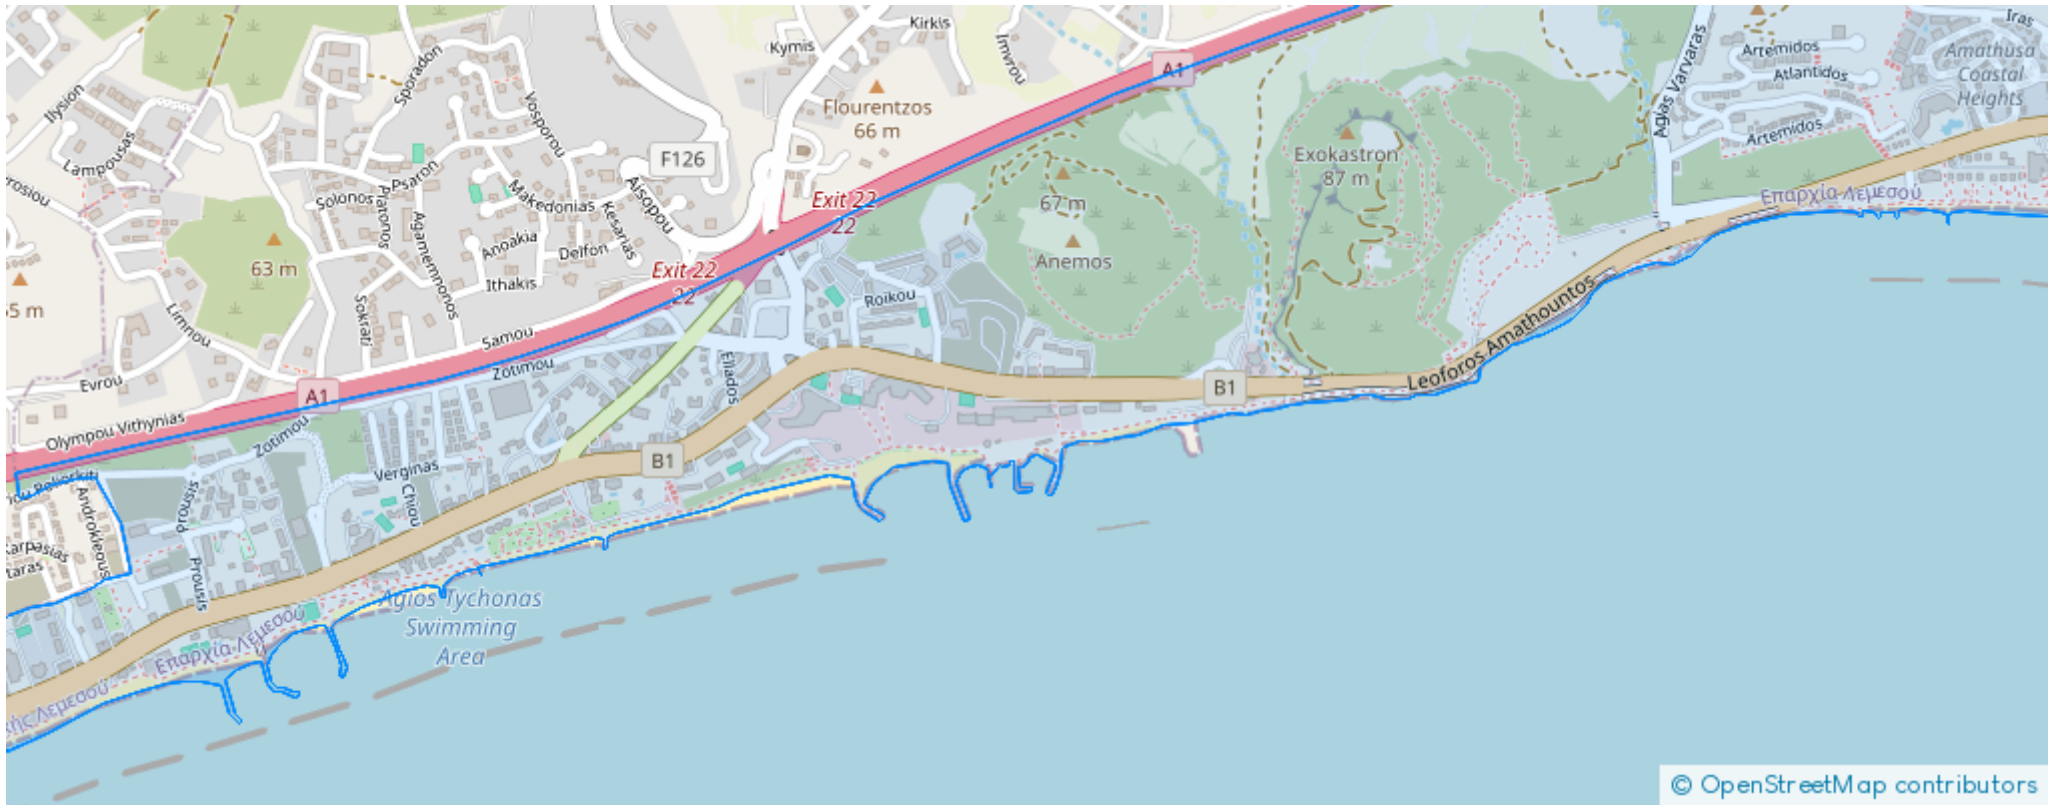 Kirkis
Kymis
Imvrou
A1
Iras
Artemidos
Amathusa
Coastal
Heights
Atlantidos
Agias Varvaras
Artemidos
Sporadon
Ilysion
Vosporou
Flourentzos
66 m
Lampousas
F126
Exokastron
87 m
Psaron
Solonos
Platonos
Makedonias
Aisopou
Kesarias
Agamemnonos
Exit 22
22
67 m
Επαρχία Λεμεσού
Anoakia
Delfon
63 m
Ithakis
Exit 22
22
Anemos
Roikou
Limnou
Sokrati
Samou
Zotimou
Eliados
Leoforos Amathountos
Evrou
A1
B1
Olympou Vithynias
Zotimou
B1
Verginas
Chiou
Prousis
Androkleous
Karpasias
Prousis
Agios Tychonas
Swimming
Area
Επαρχία Λεμεσού
Λεμεσού
© OpenStreetMap contributors